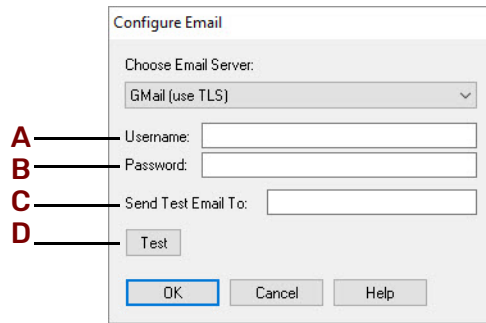 Configure Email
Choose Email Server:
GMail (use TLS)
A Username:
B Password:
C Send Test Email To:
D Test
OK Cancel Help